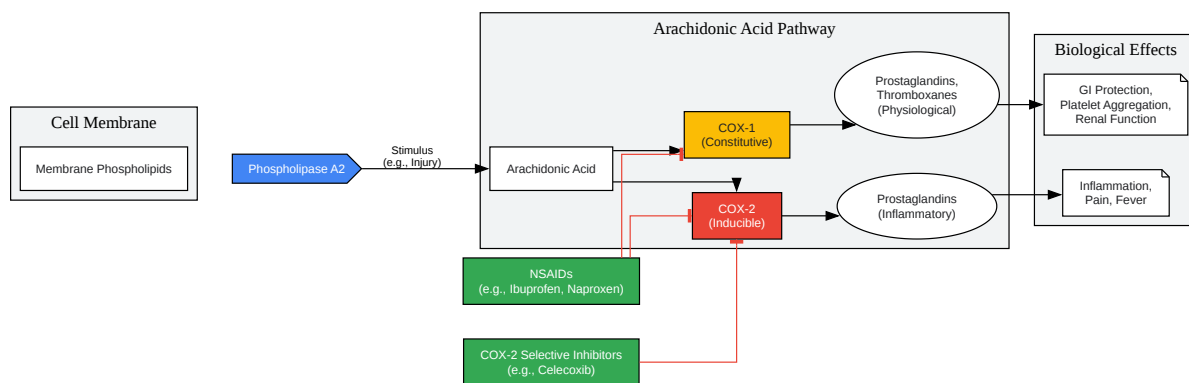 Cell Membrane
Membrane Phospholipids
Phospholipase A2
Stimulus
(e.g., Injury)
Arachidonic Acid Pathway
Arachidonic Acid
COX-1
(Constitutive)
COX-2
(Inducible)
Prostaglandins,
Thromboxanes
(Physiological)
Prostaglandins
(Inflammatory)
Biological Effects
GI Protection,
Platelet Aggregation,
Renal Function
Inflammation,
Pain, Fever
NSAIDs
(e.g., Ibuprofen, Naproxen)
COX-2 Selective Inhibitors
(e.g., Celecoxib)